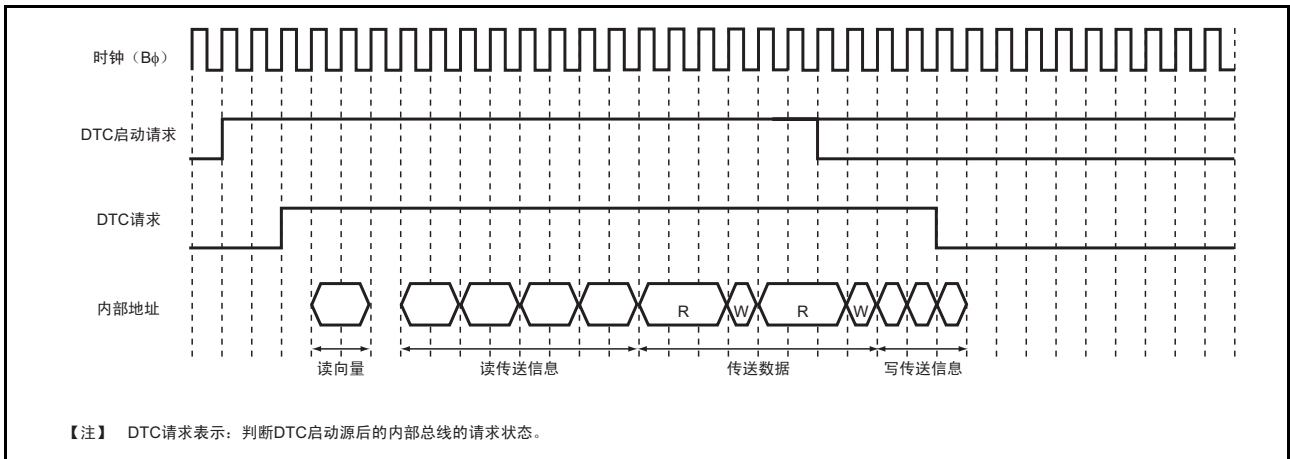 时钟（Bφ）
DTC启动请求
DTC请求
内部地址
R W R W
读向量 读传送信息 传送数据 写传送信息
【注】 DTC请求表示：判断DTC启动源后的内部总线的请求状态。